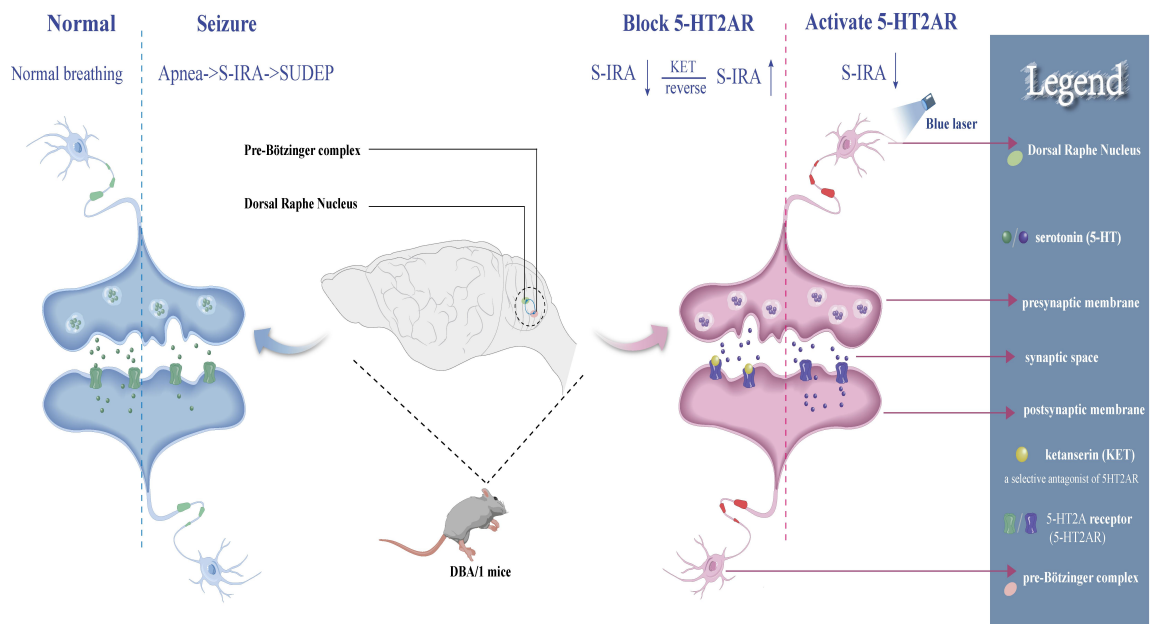 Normal
Seizure
Normal breathing
Apnea->S-IRA->SUDEP
Block 5-HT2AR
Activate 5-HT2AR
S-IRA
KET
reverse
S-IRA
S-IRA
Blue laser
Pre-Bötzinger complex
Dorsal Raphe Nucleus
DBA/1 mice
Legend
Dorsal Raphe Nucleus
/
serotonin (5-HT)
presynaptic membrane
synaptic space
postsynaptic membrane
ketanserin (KET)
a selective antagonist of 5HT2AR
/
5-HT2A receptor
(5-HT2AR)
pre-Bötzinger complex